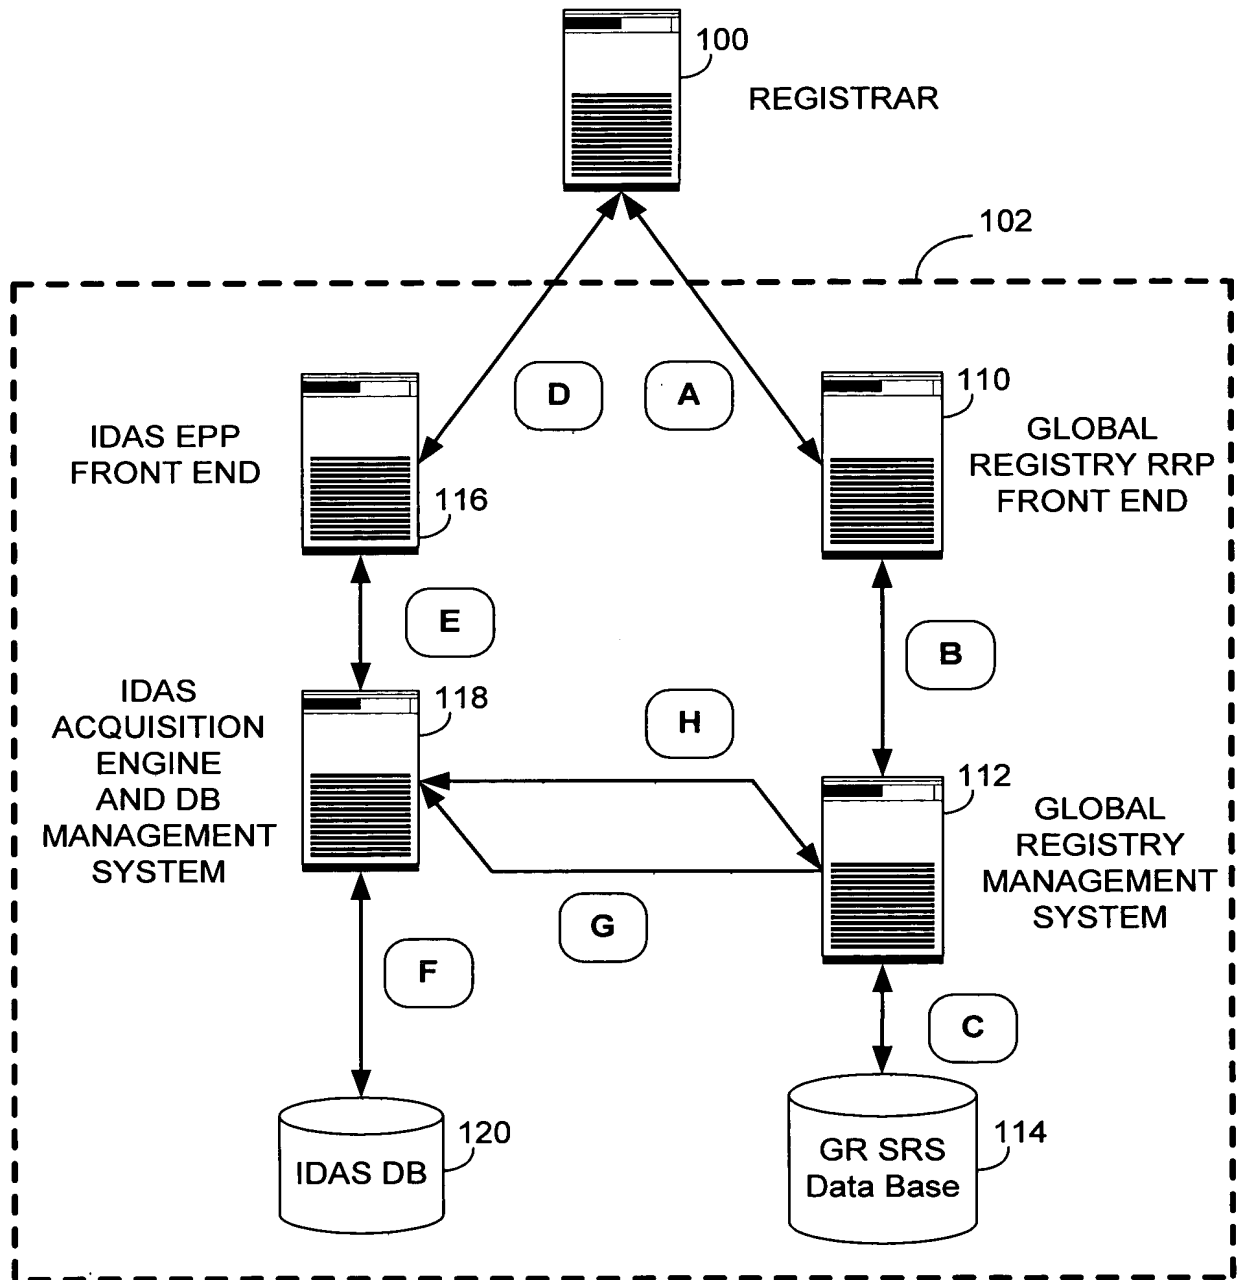 100
REGISTRAR
102
D
A
110
IDAS EPP
FRONT END
GLOBAL
REGISTRY RRP
FRONT END
116
E
B
IDAS
ACQUISITION
ENGINE
AND DB
MANAGEMENT
SYSTEM
118
H
112
GLOBAL
REGISTRY
MANAGEMENT
SYSTEM
G
F
C
120
IDAS DB
114
GR SRS
Data Base